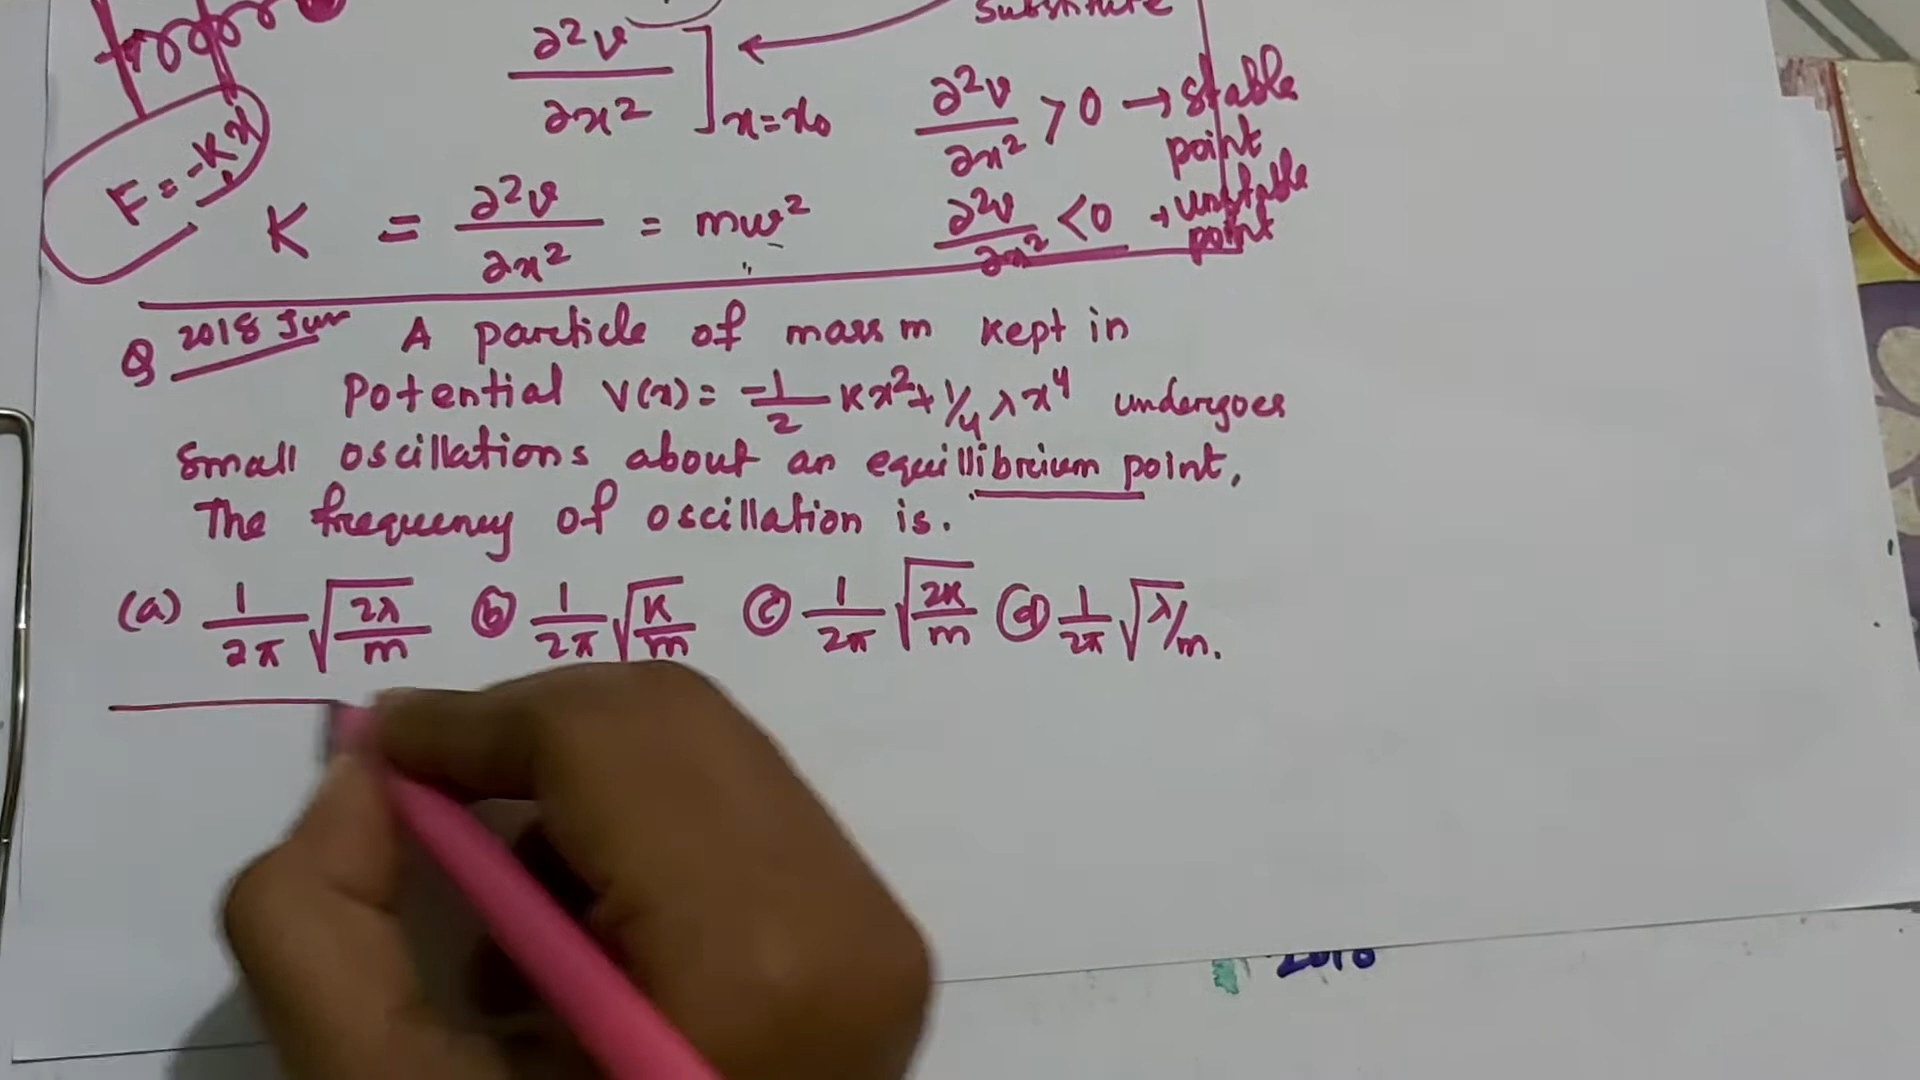 Substitute
∂²v/∂x² ]x=x₀
∂²v/∂x² > 0 → stable point
F = -Kx
K = ∂²v/∂x² = mω²
∂²v/∂x² < 0 → unstable point
Q 2018 Jun A particle of mass m kept in
potential V(x) = -1/2 Kx² + 1/4 λx⁴ undergoes
Small oscillations about an equillibrium point.
The frequency of oscillation is.
(a) 1/2π √(2λ/m) (b) 1/2π √(K/m) (c) 1/2π √(2K/m) (d) 1/2π √(λ/m).
2018